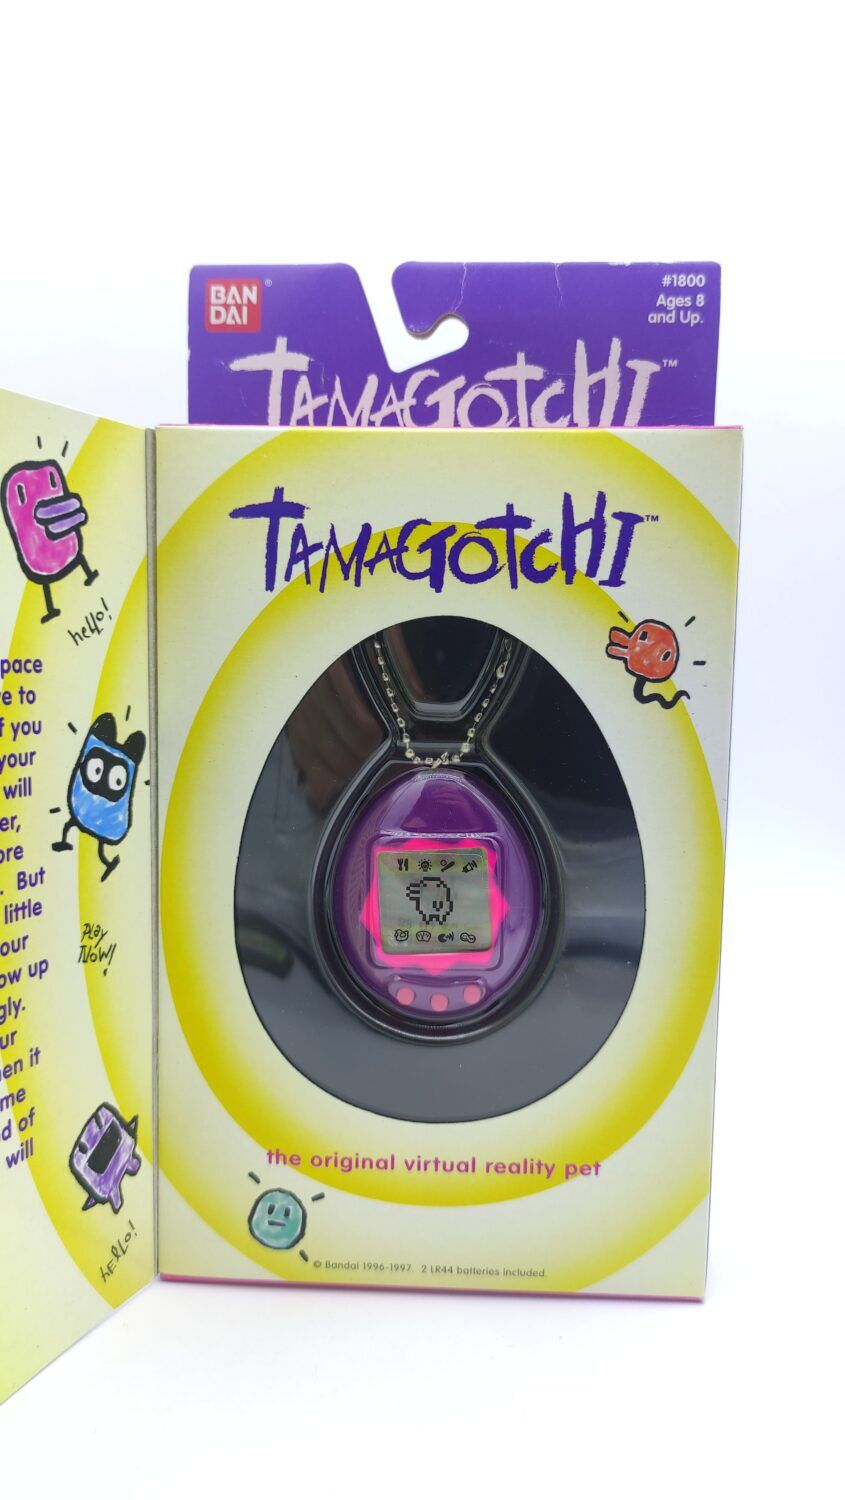 BAN
DAI
®
#1800
Ages 8
and Up.
TAMAGOTCHI™
TAMAGOTCHI™
hello!
pace
e to
f you
your
will
er,
ore
. But
little
our
ow up
gly.
ur
en it
me
d of
will
Play
Now!
hello!
the original virtual reality pet
© Bandai 1996-1997. 2 LR44 batteries included.